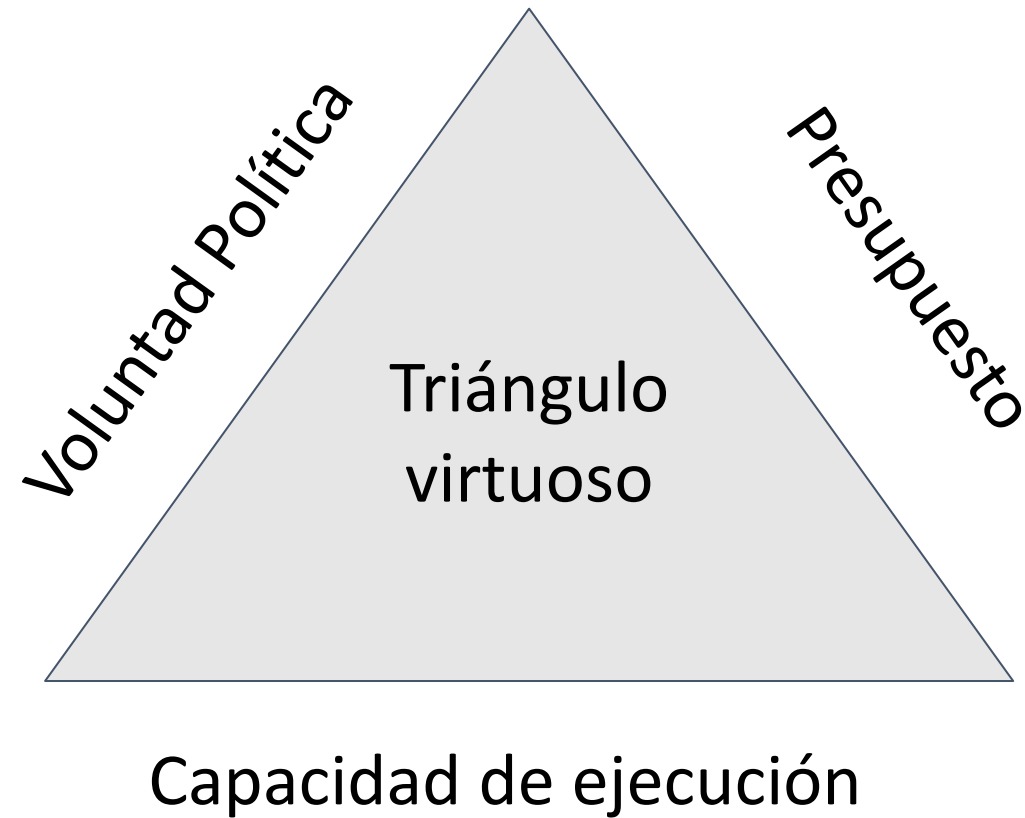 Voluntad Política
Presupuesto
Triángulo
virtuoso
Capacidad de ejecución